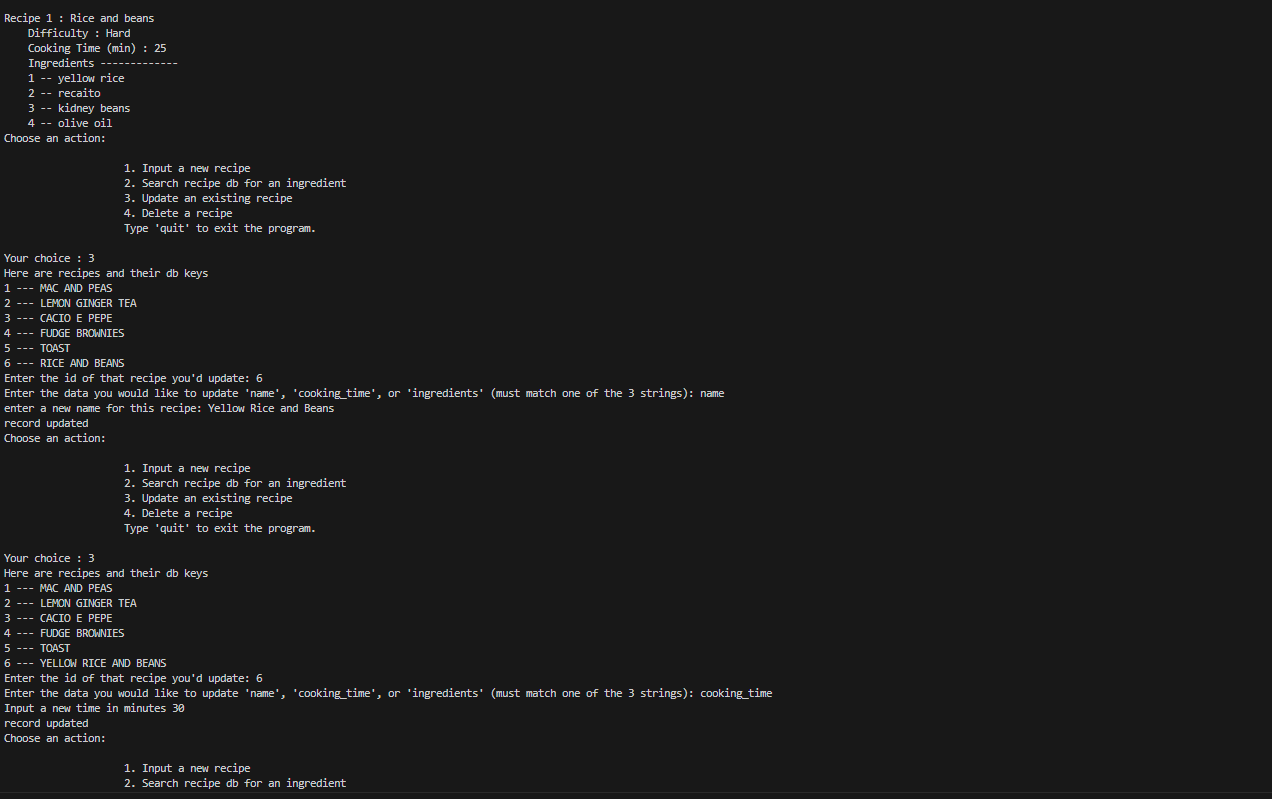 Recipe 1 : Rice and beans
Difficulty : Hard
Cooking Time (min) : 25
Ingredients -------------
1 -- yellow rice
2 -- recaito
3 -- kidney beans
4 -- olive oil
Choose an action:
1. Input a new recipe
2. Search recipe db for an ingredient
3. Update an existing recipe
4. Delete a recipe
Type 'quit' to exit the program.
Your choice : 3
Here are recipes and their db keys
1 --- MAC AND PEAS
2 --- LEMON GINGER TEA
3 --- CACIO E PEPE
4 --- FUDGE BROWNIES
5 --- TOAST
6 --- RICE AND BEANS
Enter the id of that recipe you'd update: 6
Enter the data you would like to update 'name', 'cooking_time', or 'ingredients' (must match one of the 3 strings): name
enter a new name for this recipe: Yellow Rice and Beans
record updated
Choose an action:
1. Input a new recipe
2. Search recipe db for an ingredient
3. Update an existing recipe
4. Delete a recipe
Type 'quit' to exit the program.
Your choice : 3
Here are recipes and their db keys
1 --- MAC AND PEAS
2 --- LEMON GINGER TEA
3 --- CACIO E PEPE
4 --- FUDGE BROWNIES
5 --- TOAST
6 --- YELLOW RICE AND BEANS
Enter the id of that recipe you'd update: 6
Enter the data you would like to update 'name', 'cooking_time', or 'ingredients' (must match one of the 3 strings): cooking_time
Input a new time in minutes 30
record updated
Choose an action:
1. Input a new recipe
2. Search recipe db for an ingredient